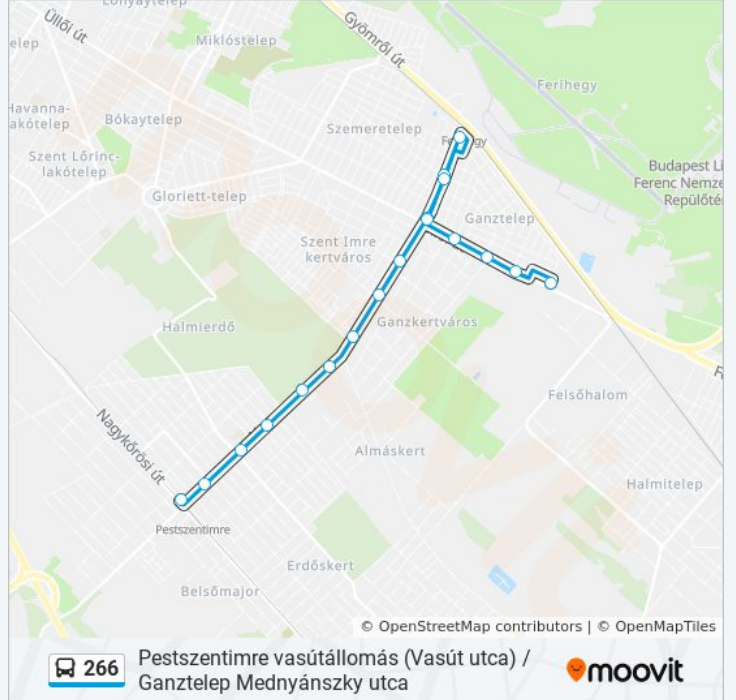 Lónyaytelep
Üllői út
Gyömrői út
elep
Miklóstelep
Ferihegy
Havanna-
akótelep
Bókaytelep
Szemeretelep
Szent Lőrinc-
lakótelep
Budapest Li
Ferenc Nemze
Repülőté
Gloriett-telep
Ganztelep
Szent Imre
kertváros
Halmierdő
Ganzkertváros
Felsőhalom
Nagykőrösi út
Almáskert
Halmitelep
Pestszentimre
Erdőskert
Belsőmajor
© OpenStreetMap contributors | © OpenMapTiles
266
Pestszentimre vasútállomás (Vasút utca) /
Ganztelep Mednyánszky utca
moovit